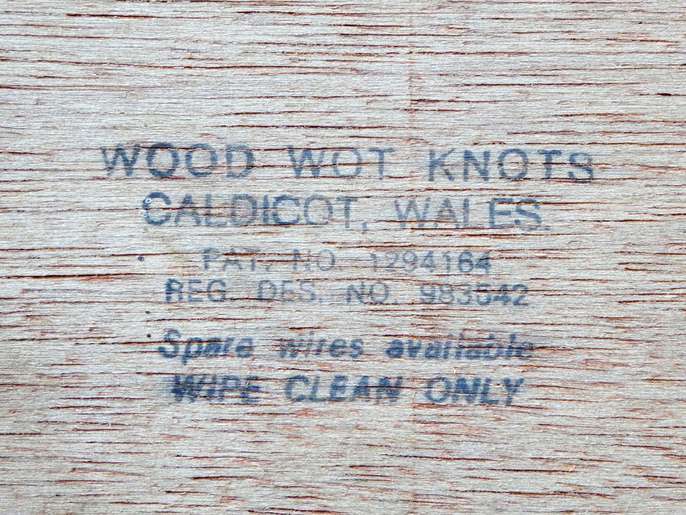 WOOD WOT KNOTS
CALDICOT, WALES.
PAT. NO. 1294164
REG. DES. NO. 983542
Spare wires available
WIPE CLEAN ONLY